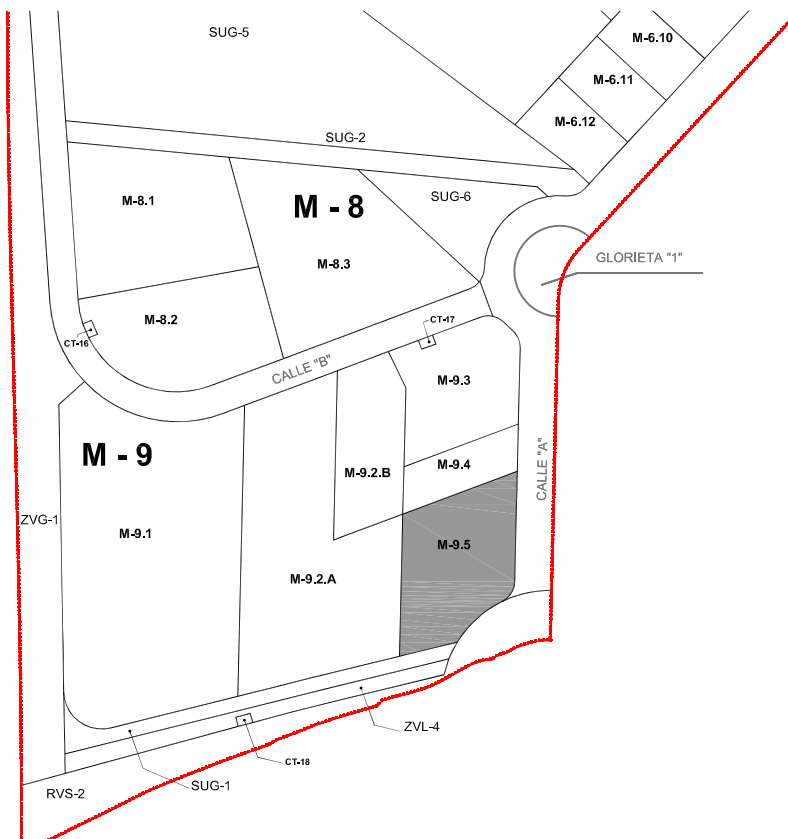 SUG-5
M-6.10
M-6.11
M-6.12
SUG-2
M-8.1
M - 8
SUG-6
M-8.3
GLORIETA "1"
M-8.2
CT-17
CT-16
CALLE "B"
M-9.3
M - 9
M-9.4
M-9.2.B
CALLE "A"
ZVG-1
M-9.1
M-9.5
M-9.2.A
ZVL-4
CT-18
SUG-1
RVS-2